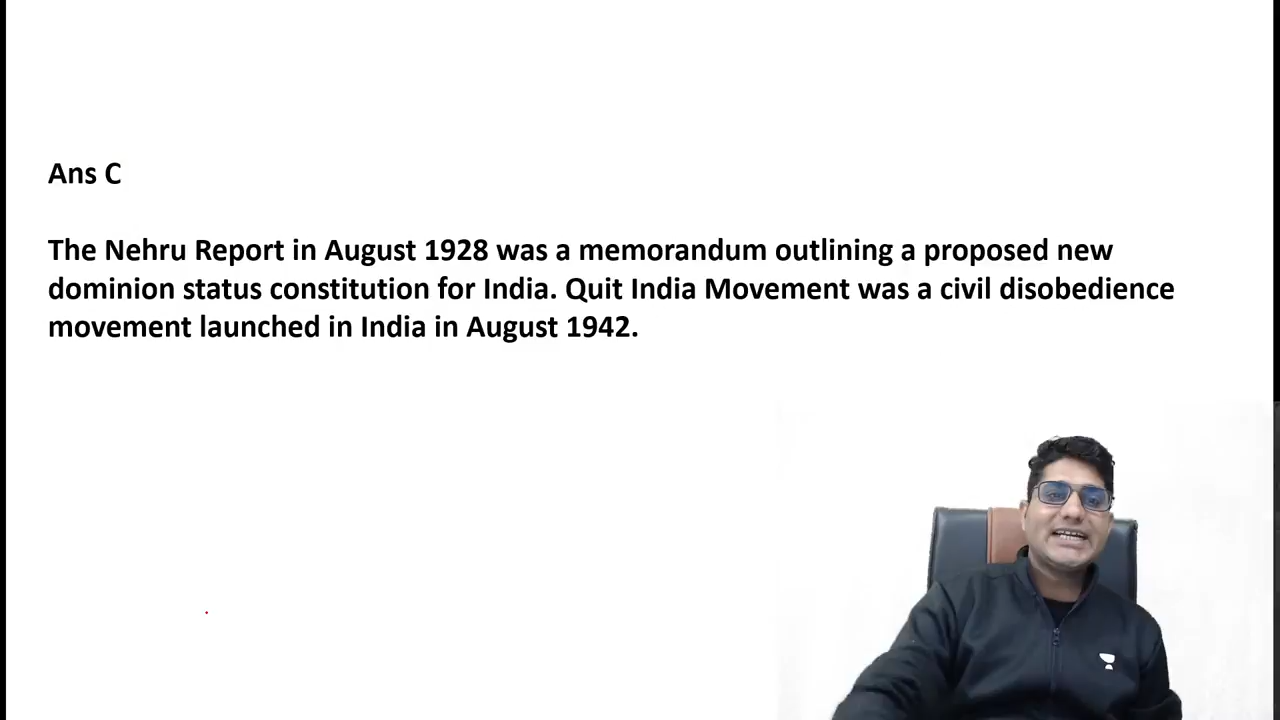 Ans C
The Nehru Report in August 1928 was a memorandum outlining a proposed new
dominion status constitution for India. Quit India Movement was a civil disobedience
movement launched in India in August 1942.